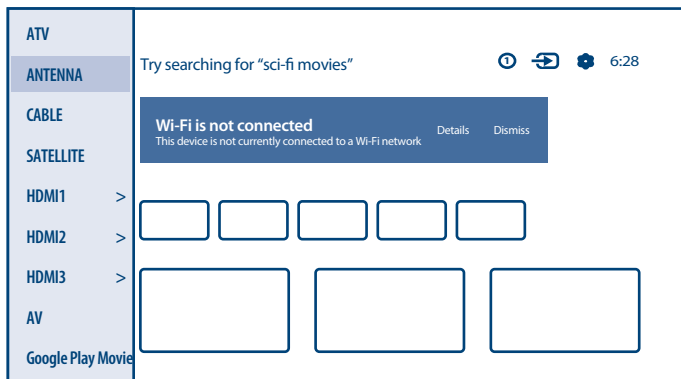 ATV
ANTENNA
CABLE
SATELLITE
HDMI1 >
HDMI2 >
HDMI3 >
AV
Google Play Movie
Try searching for “sci-fi movies”
1 6:28
Wi-Fi is not connected
This device is not currently connected to a Wi-Fi network
Details Dismiss